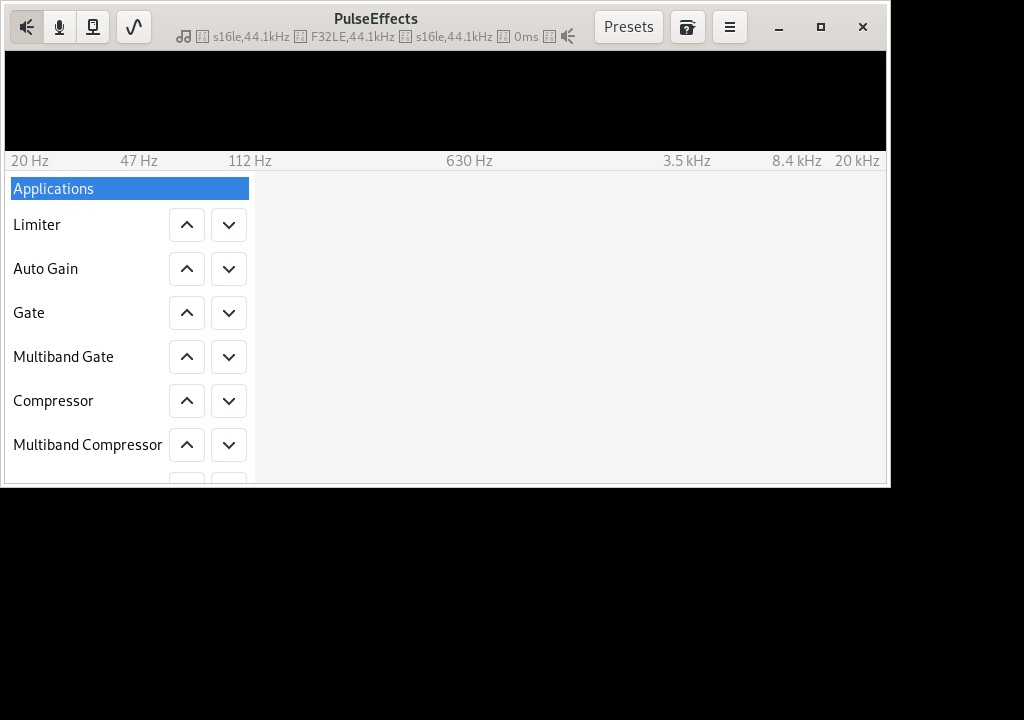 PulseEffects
s16le,44.1kHz F32LE,44.1kHz s16le,44.1kHz 0ms
Presets
20 Hz 47 Hz 112 Hz 630 Hz 3.5 kHz 8.4 kHz 20 kHz
Applications
Limiter
Auto Gain
Gate
Multiband Gate
Compressor
Multiband Compressor